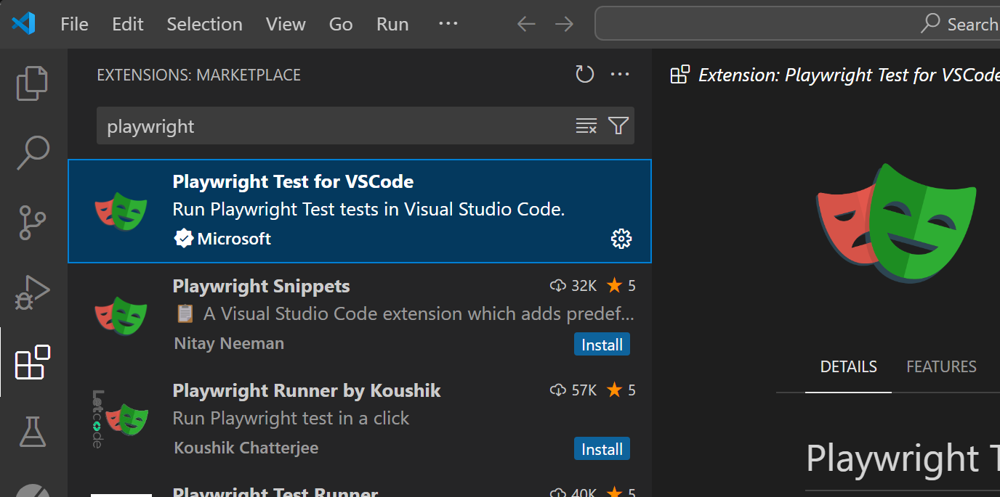 File Edit Selection View Go Run ··· Search
EXTENSIONS: MARKETPLACE
playwright
Playwright Test for VSCode
Run Playwright Test tests in Visual Studio Code.
Microsoft
Playwright Snippets 32K ★ 5
A Visual Studio Code extension which adds predef...
Nitay Neeman Install
Letcode
Playwright Runner by Koushik 57K ★ 5
Run Playwright test in a click
Koushik Chatterjee Install
Playwright Test Runner 40K ★ 5
Extension: Playwright Test for VSCode
DETAILS FEATURES
Playwright T